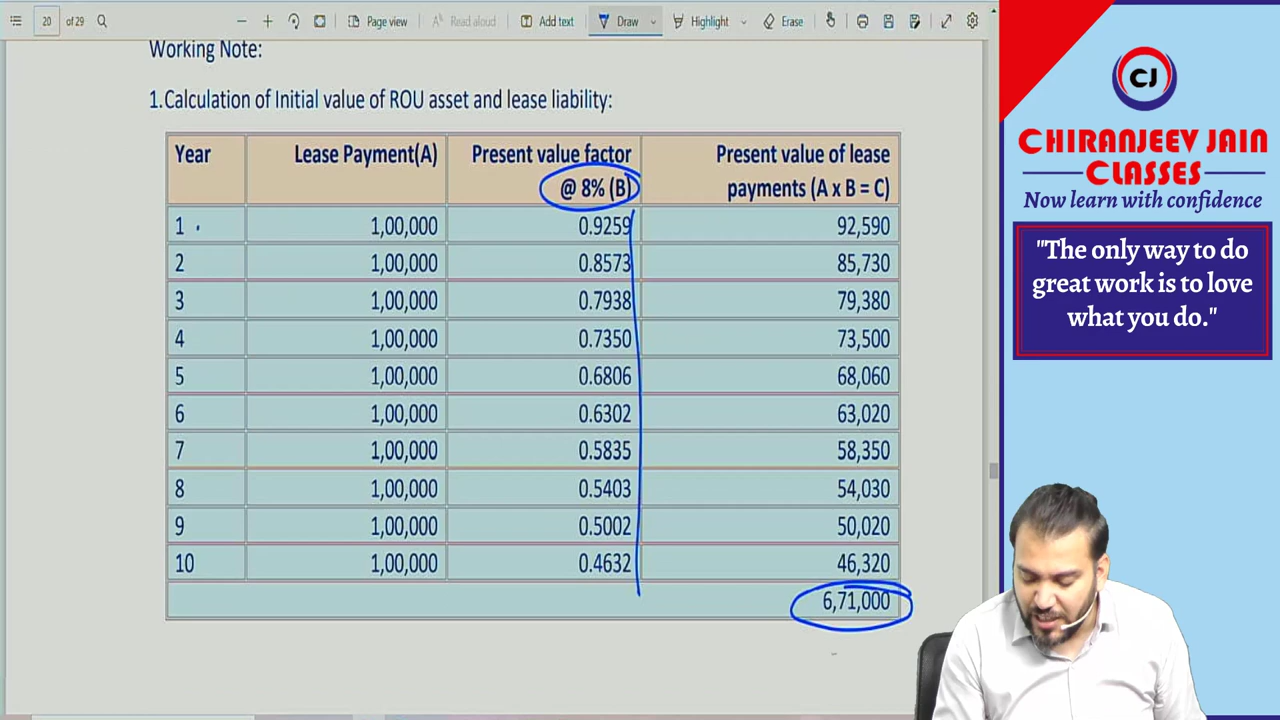 20 of 29 Page view Read aloud Add text Draw Highlight Erase
Working Note:
1.Calculation of Initial value of ROU asset and lease liability:
Year Lease Payment(A) Present value factor @ 8% (B) Present value of lease payments (A x B = C)
1 1,00,000 0.9259 92,590
2 1,00,000 0.8573 85,730
3 1,00,000 0.7938 79,380
4 1,00,000 0.7350 73,500
5 1,00,000 0.6806 68,060
6 1,00,000 0.6302 63,020
7 1,00,000 0.5835 58,350
8 1,00,000 0.5403 54,030
9 1,00,000 0.5002 50,020
10 1,00,000 0.4632 46,320
6,71,000
CJ
CHIRANJEEV JAIN
CLASSES
Now learn with confidence
"The only way to do
great work is to love
what you do."